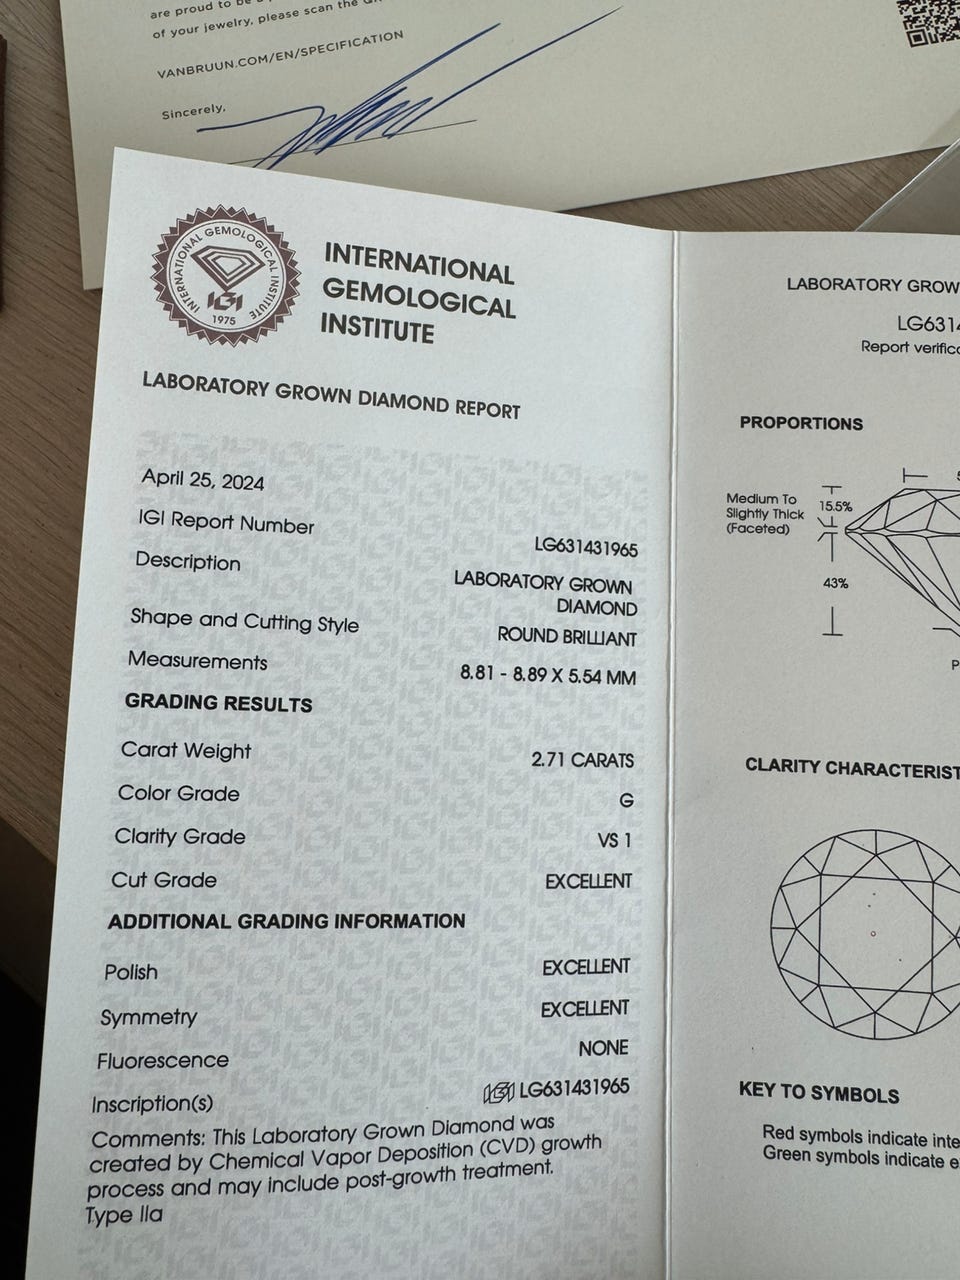 are proud to be a
of your jewelry, please scan the QR
VANBRUUN.COM/EN/SPECIFICATION
Sincerely,
INTERNATIONAL GEMOLOGICAL INSTITUTE
IGI
1975
INTERNATIONAL
GEMOLOGICAL
INSTITUTE
LABORATORY GROWN DIAMOND REPORT
April 25, 2024
IGI Report Number LG631431965
Description LABORATORY GROWN
DIAMOND
Shape and Cutting Style ROUND BRILLIANT
Measurements 8.81 - 8.89 X 5.54 MM
GRADING RESULTS
Carat Weight 2.71 CARATS
Color Grade G
Clarity Grade VS 1
Cut Grade EXCELLENT
ADDITIONAL GRADING INFORMATION
Polish EXCELLENT
Symmetry EXCELLENT
Fluorescence NONE
Inscription(s) IGI LG631431965
Comments: This Laboratory Grown Diamond was
created by Chemical Vapor Deposition (CVD) growth
process and may include post-growth treatment.
Type IIa
LABORATORY GROW
LG6314
Report verific
PROPORTIONS
Medium To
Slightly Thick
(Faceted)
15.5%
43%
P
CLARITY CHARACTERIST
KEY TO SYMBOLS
Red symbols indicate inte
Green symbols indicate e